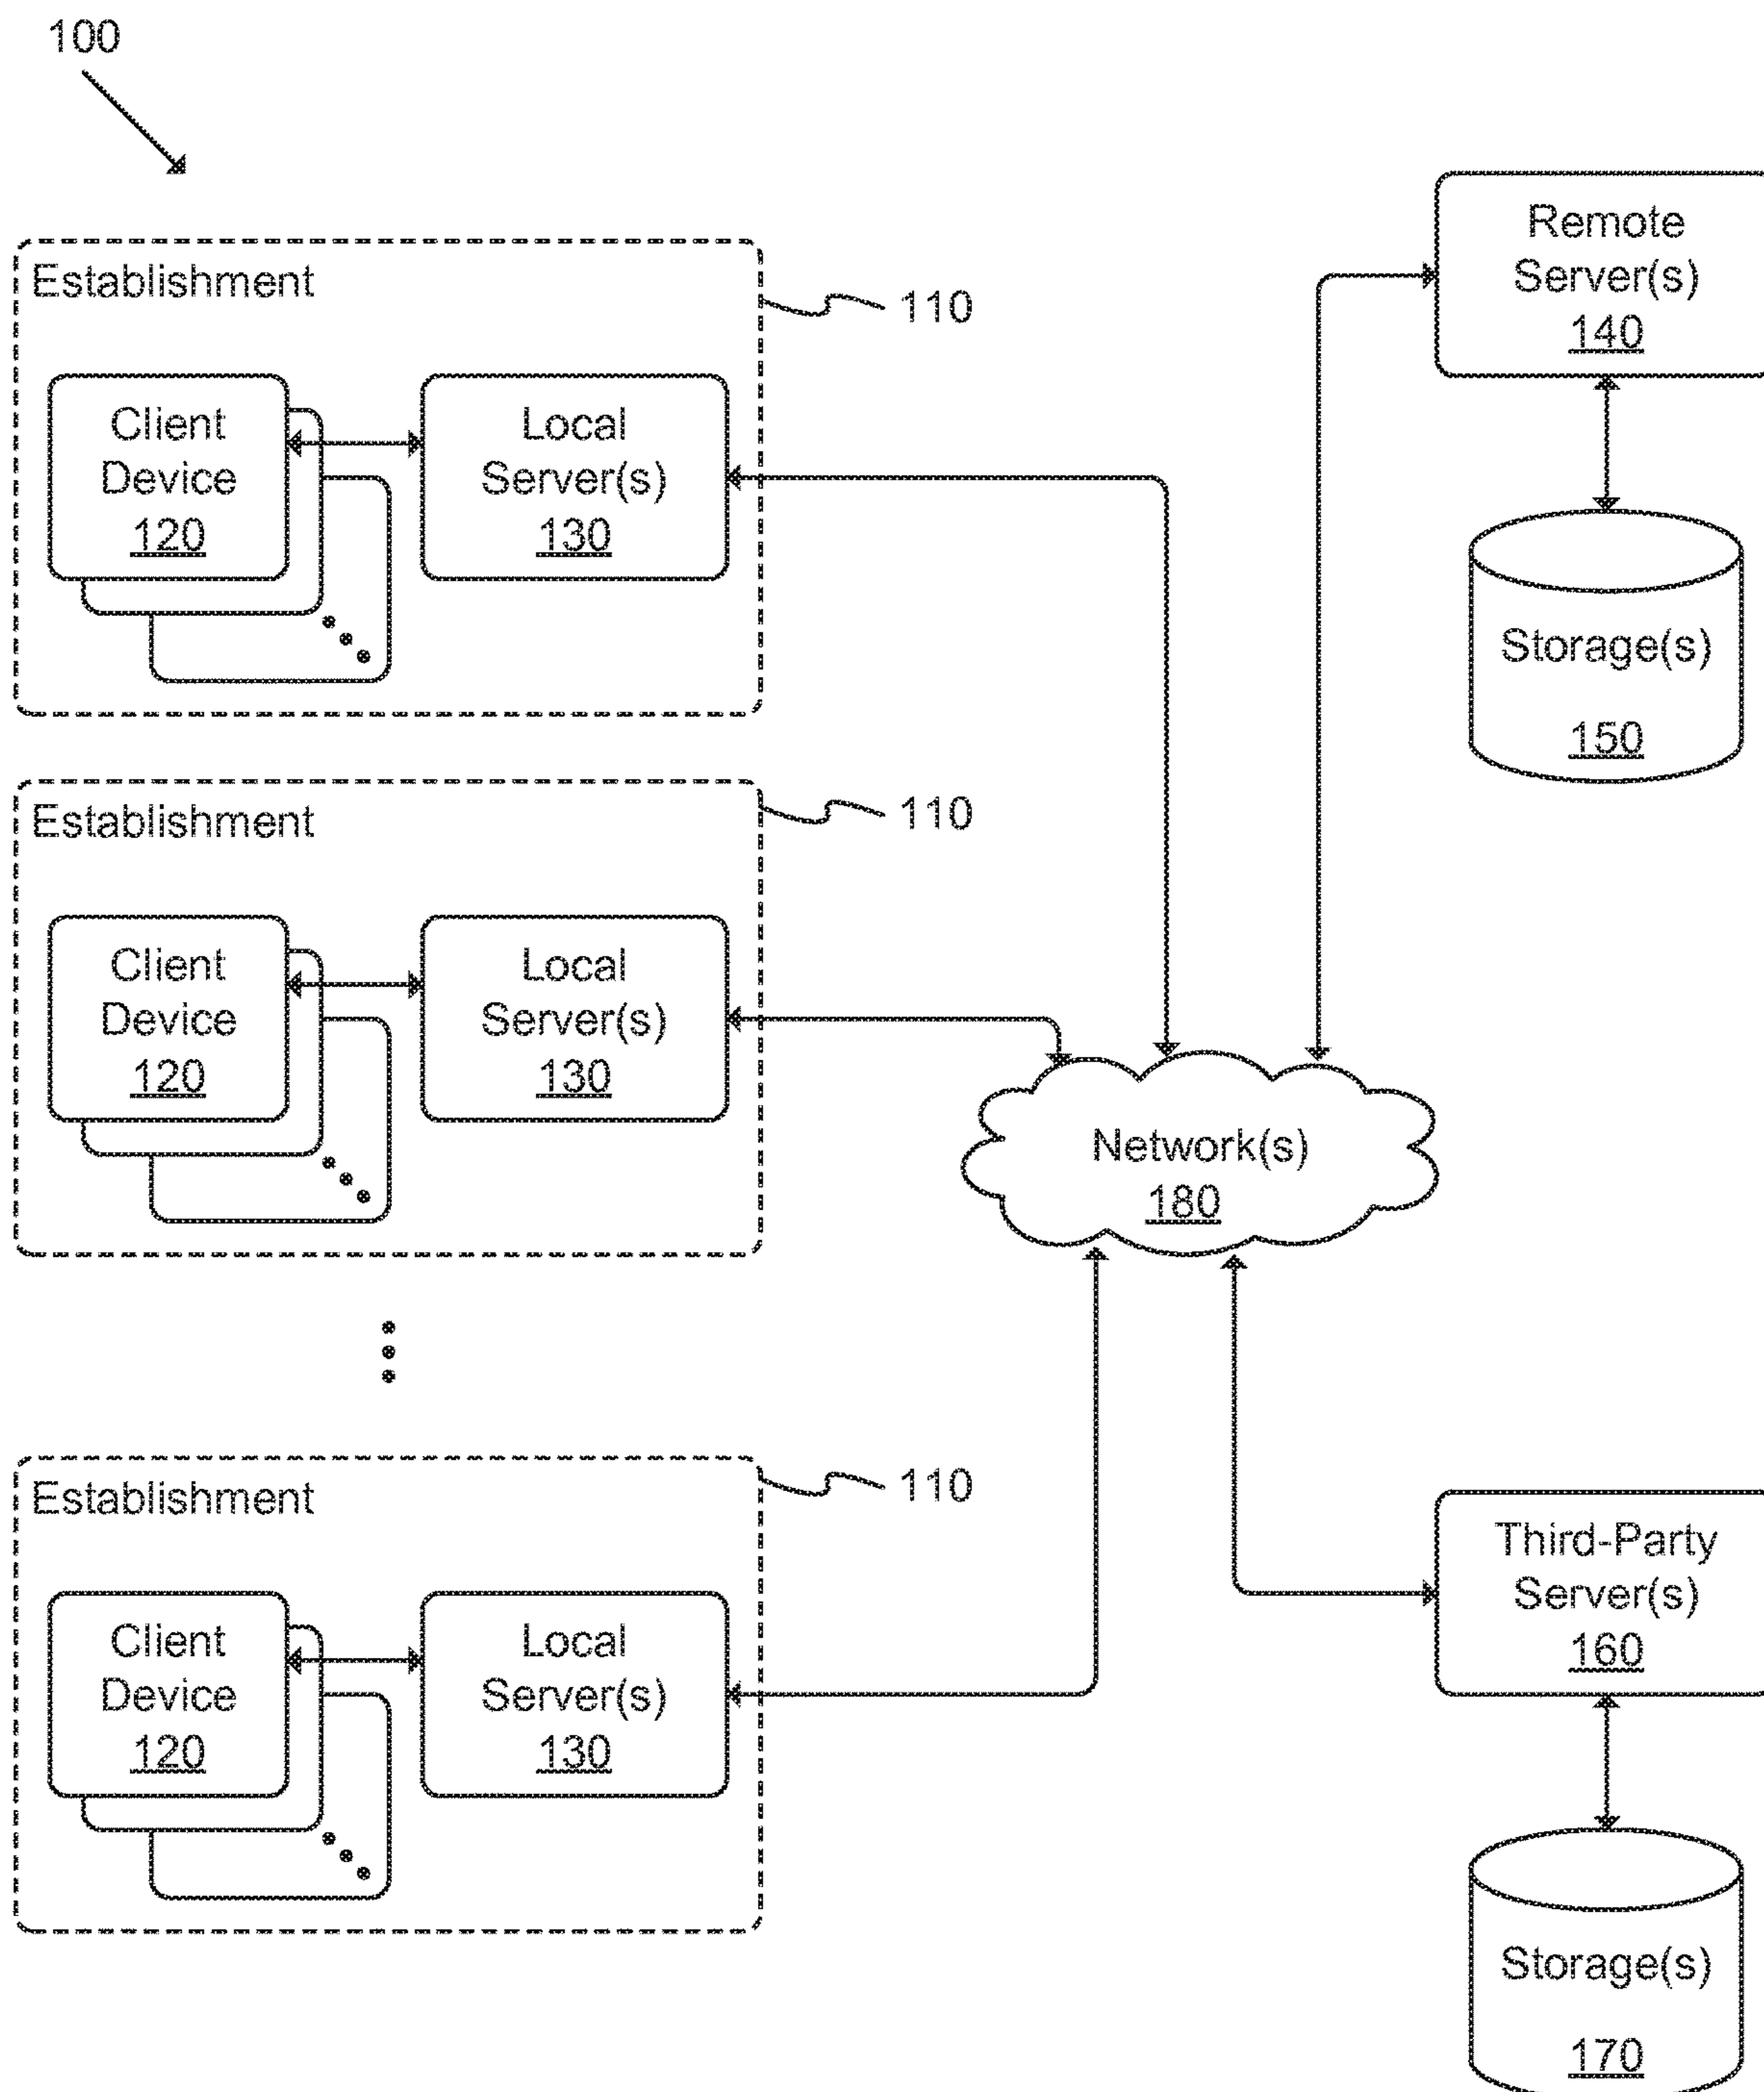 100
Establishment
110
Client
Device
120
Local
Server(s)
130
Remote
Server(s)
140
Storage(s)
150
Establishment
110
Client
Device
120
Local
Server(s)
130
Network(s)
180
Establishment
110
Client
Device
120
Local
Server(s)
130
Third-Party
Server(s)
160
Storage(s)
170